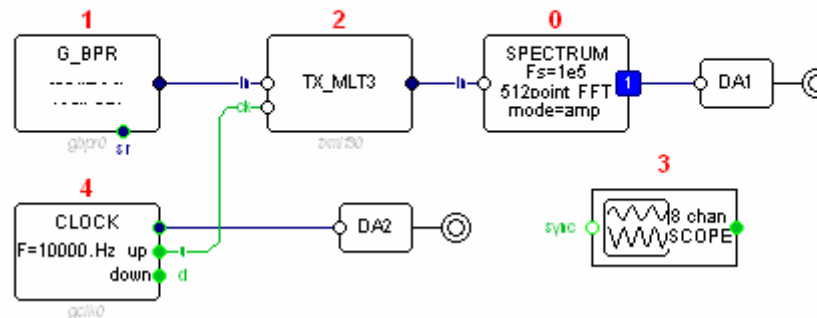 1
2
0
G_BPR
TX_MLT3
SPECTRUM
Fs=1e5
512point FFT
mode=amp
In
ck
In
1
DA1
gbpr0
sr
3
4
CLOCK
F=10000.Hz up
down
d
DA2
sync
8 chan
SCOPE
gclk0